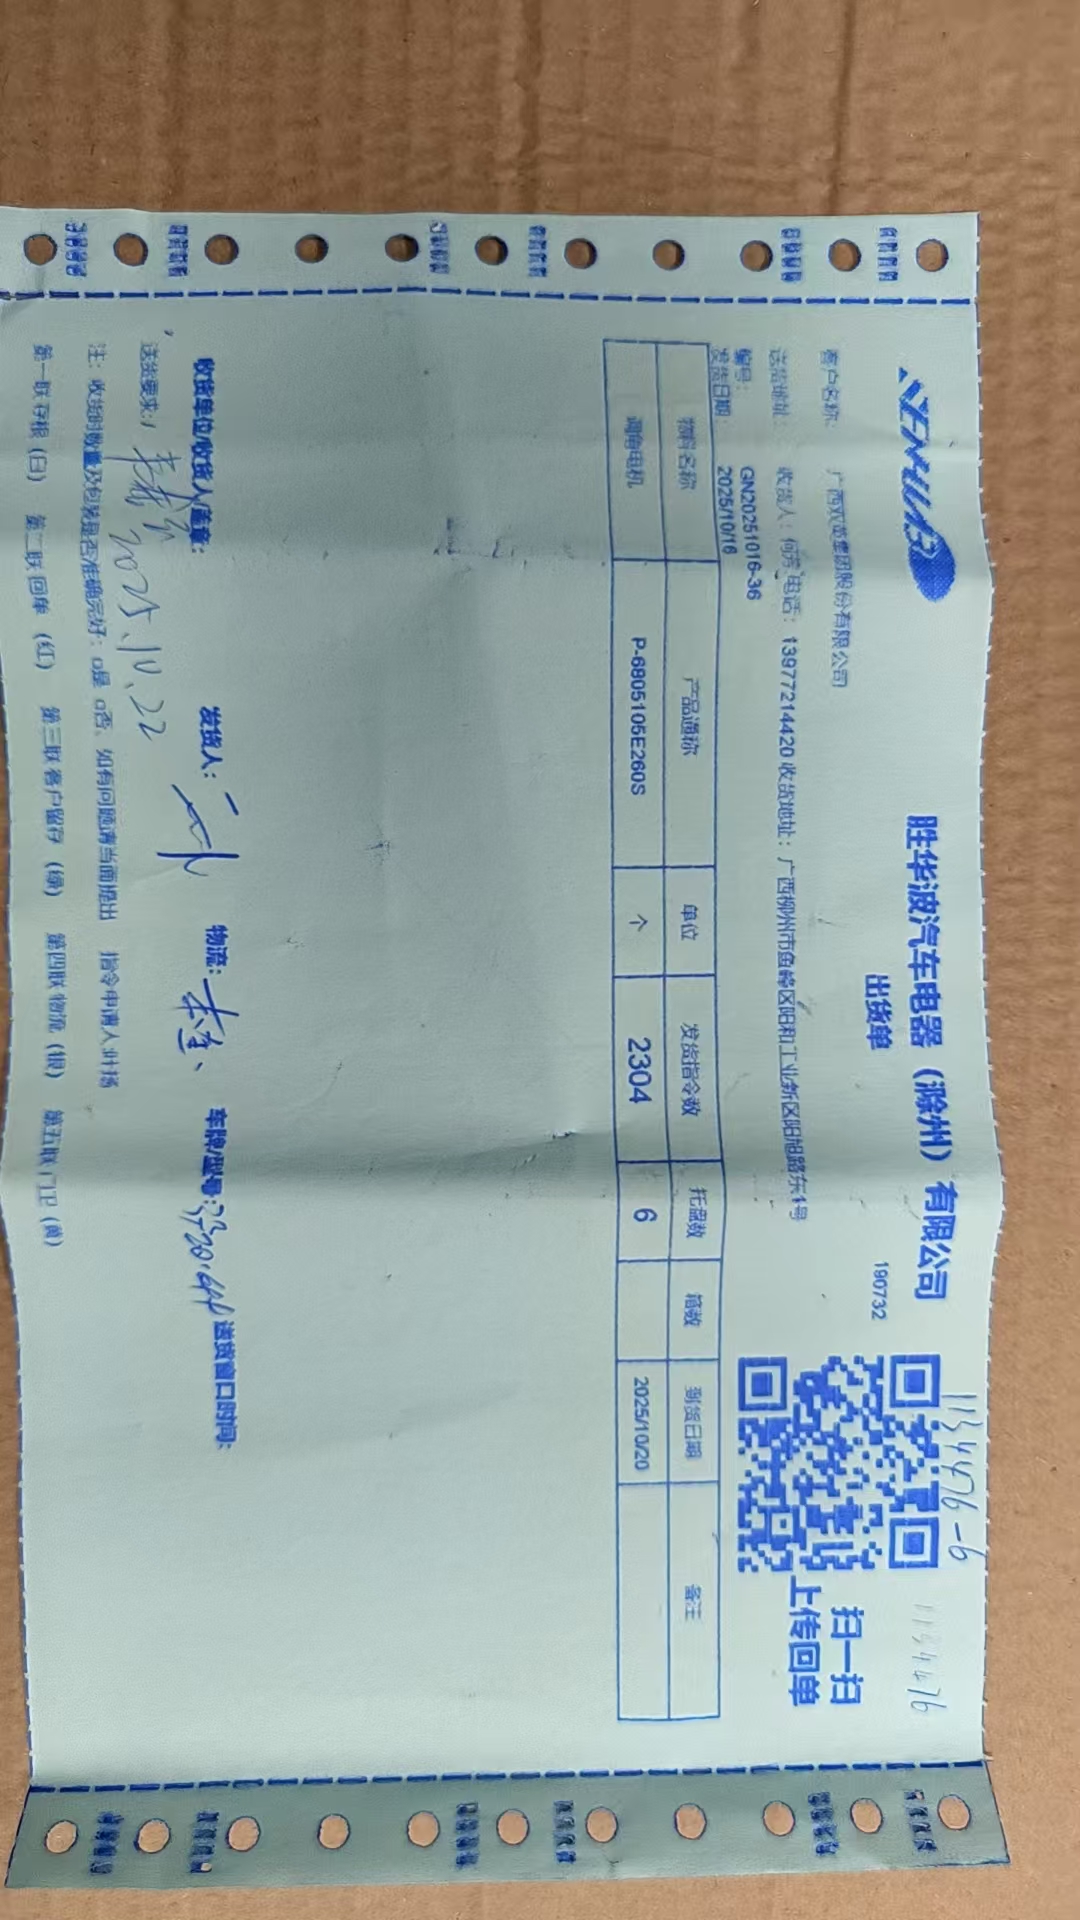 SENWAB
胜华波汽车电器（滁州）有限公司
出货单
190732
1134476-6
1134476
扫一扫
上传回单
客户名称： 广西双英集团股份有限公司
送货地址： 收货人：何芳 电话：13977214420 收货地址：广西柳州市鱼峰区阳和工业新区阳旭路东1号
编号： GN20251016-36
发货日期： 2025/10/16
物料名称 产品通称 单位 发货指令数 托盘数 箱数 到货日期 备注
调角电机 P-6805105E260S 个 2304 6 2025/10/20
收货单位/收货人/盖章： 发货人： 物流： 车牌/型号： 送货窗口时间：
送货要求：
2025.10.22
注：收货时数量及包装是否准确完好：□是 □否。如有问题请当面提出 指令申请人:叶扬
第一联 存根（白） 第二联 回单（红） 第三联 客户留存（绿） 第四联 物流（银） 第五联 门卫（黄）